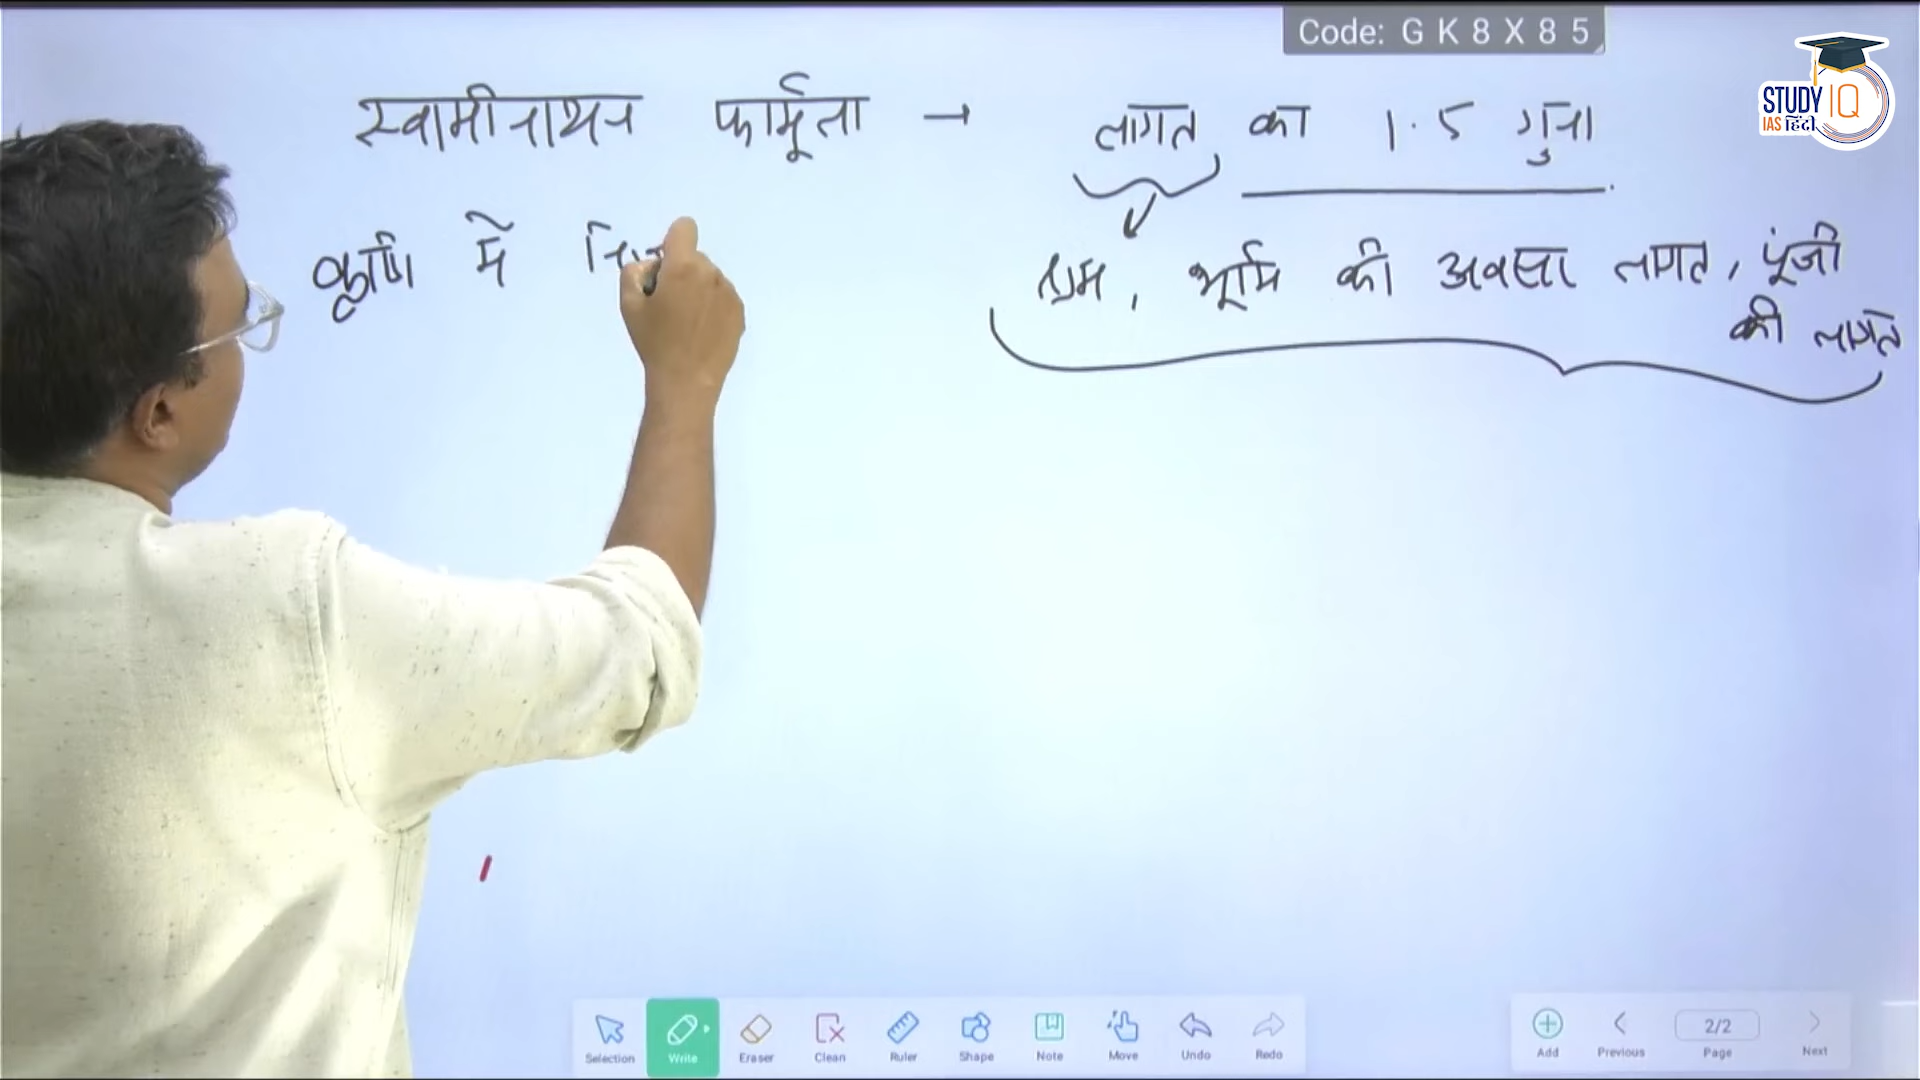 Code: G K 8 X 8 5
STUDY IQ
IAS हिंदी
स्वामीनाथन फार्मूला → लागत का 1.5 गुना
कृषि में
श्रम, भूमि की अवसर लागत, पूंजी
की लागत
Selection Write Eraser Clean Ruler Shape Note Move Undo Redo
Add Previous 2/2 Page Next